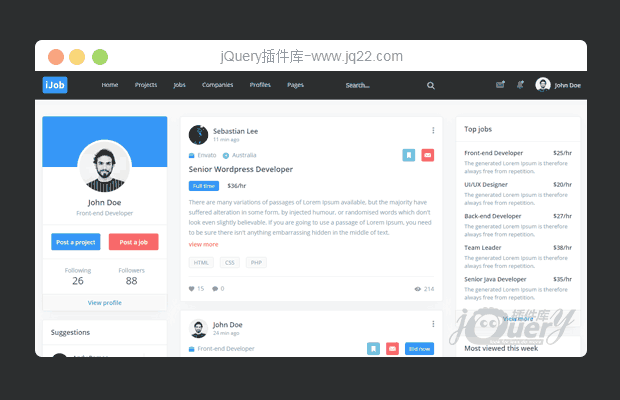 jQuery插件库-www.jq22.com
iJob
Home
Projects
Jobs
Companies
Profiles
Pages
Search...
John Doe
John Doe
Front-end Developer
Post a project
Post a job
Following
26
Followers
88
View profile
Suggestions
Sebastian Lee
11 min ago
Envato
Australia
Senior Wordpress Developer
Full time
$36/hr
There are many variations of passages of Lorem Ipsum available, but the majority have
suffered alteration in some form, by injected humour, or randomised words which don't
look even slightly believable. If you are going to use a passage of Lorem Ipsum, you
need to be sure there isn't anything embarrassing hidden in the middle of text.
view more
HTML
CSS
PHP
15
0
214
John Doe
24 min ago
Front-end Developer
Bid now
Top jobs
Front-end Developer
$25/hr
The generated Lorem Ipsum is therefore
always free from repetition.
UI/UX Designer
$20/hr
The generated Lorem Ipsum is therefore
always free from repetition.
Back-end Developer
$27/hr
The generated Lorem Ipsum is therefore
always free from repetition.
Team Leader
$38/hr
The generated Lorem Ipsum is therefore
always free from repetition.
Senior Java Developer
$35/hr
The generated Lorem Ipsum is therefore
always free from repetition.
View more
jQuery
插件库
Most viewed this week